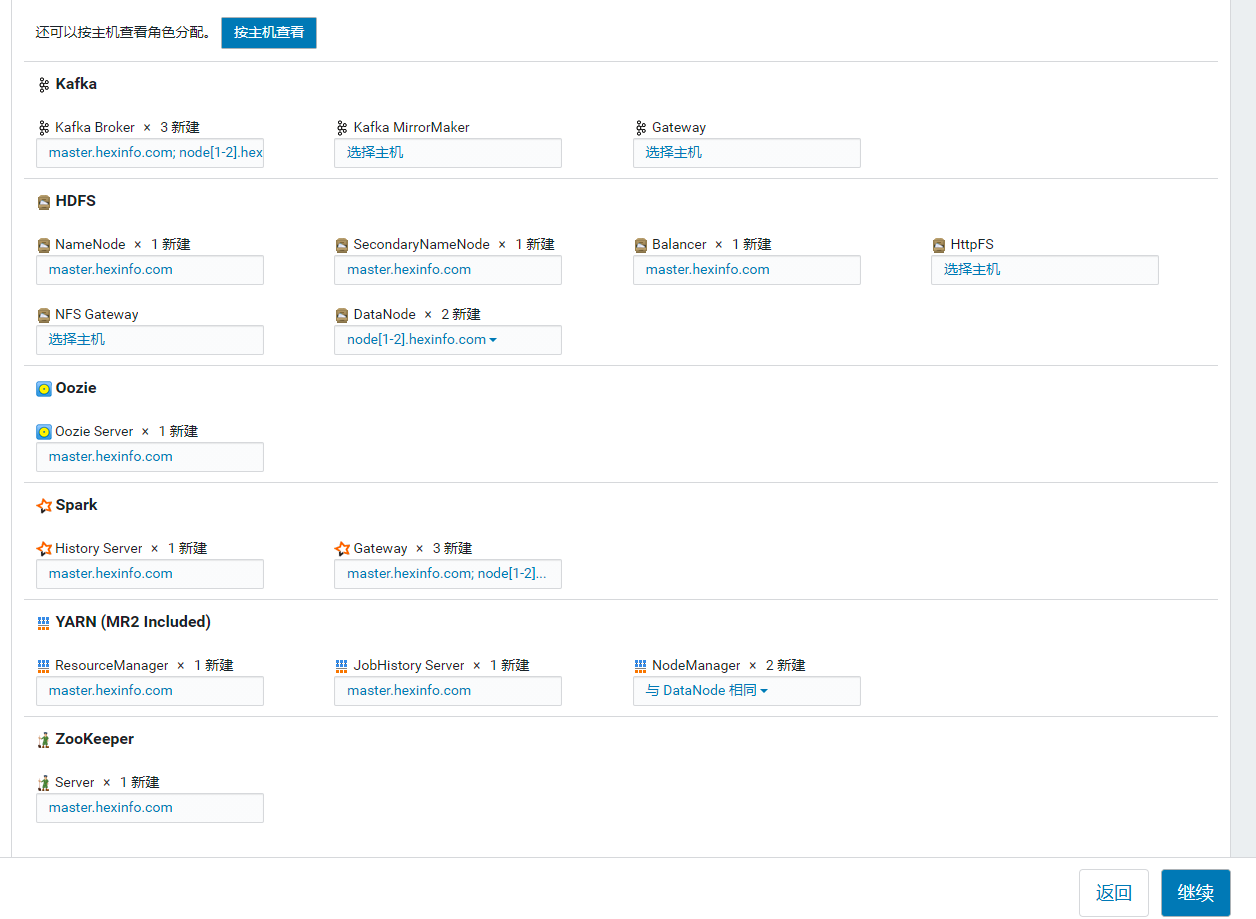 还可以按主机查看角色分配。 按主机查看
Kafka
Kafka Broker × 3 新建 Kafka MirrorMaker Gateway
master.hexinfo.com; node[1-2].hex 选择主机 选择主机
HDFS
NameNode × 1 新建 SecondaryNameNode × 1 新建 Balancer × 1 新建 HttpFS
master.hexinfo.com master.hexinfo.com master.hexinfo.com 选择主机
NFS Gateway DataNode × 2 新建
选择主机 node[1-2].hexinfo.com
Oozie
Oozie Server × 1 新建
master.hexinfo.com
Spark
History Server × 1 新建 Gateway × 3 新建
master.hexinfo.com master.hexinfo.com; node[1-2]...
YARN (MR2 Included)
ResourceManager × 1 新建 JobHistory Server × 1 新建 NodeManager × 2 新建
master.hexinfo.com master.hexinfo.com 与 DataNode 相同
ZooKeeper
Server × 1 新建
master.hexinfo.com
返回 继续